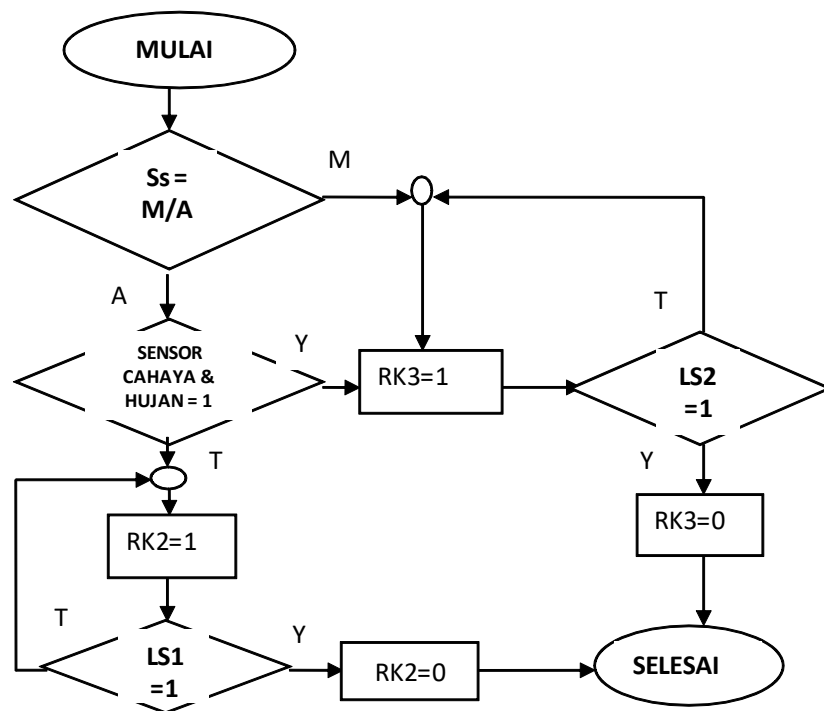 MULAI
Ss =
M/A
M
A
T
SENSOR
CAHAYA &
HUJAN = 1
Y
RK3=1
LS2
=1
T
Y
RK2=1
RK3=0
T
LS1
=1
Y
RK2=0
SELESAI